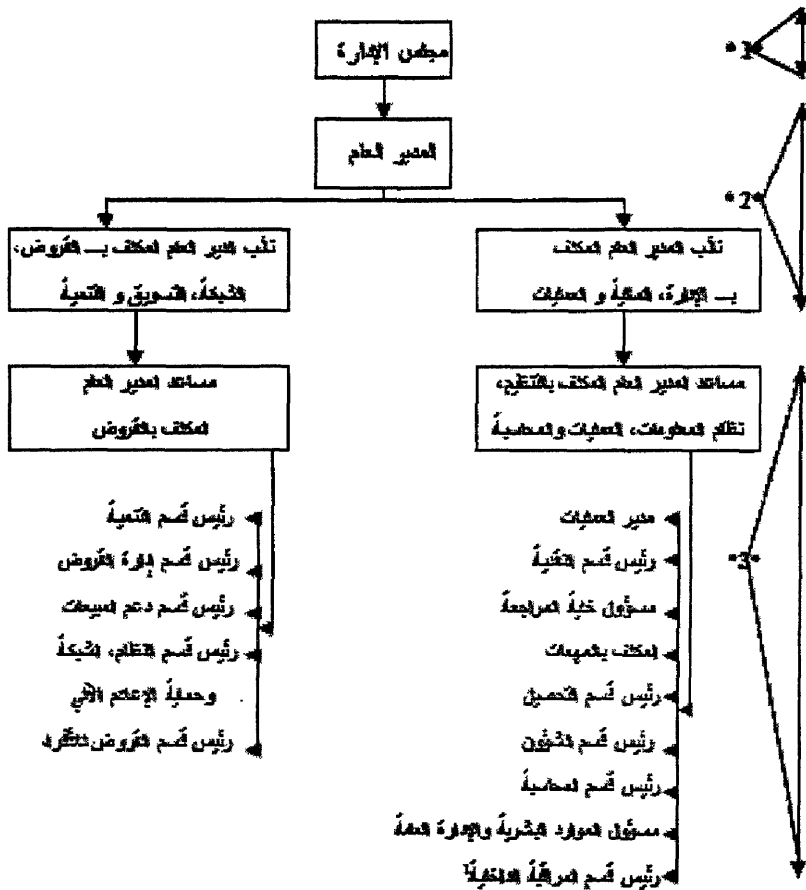 مجلس الإدارة
*1*
المدير العام
*2*
نائب المدير العام المكلف
بـ الإدارة، المالية و العمليات
نائب المدير العام المكلف بـ القروض،
الشبكة، التسويق و التنمية
مساعد المدير العام المكلف بالتنظيم،
نظام المعلومات، العمليات والمحاسبة
مساعد المدير العام
المكلف بالقروض
*3*
مدير العمليات
رئيس قسم التقنية
مسؤول خلية المراجعة
المكلف بالمهمات
رئيس قسم التحصيل
رئيس قسم الشؤون
رئيس قسم المحاسبة
مسؤول الموارد البشرية والإدارة العامة
رئيس قسم المراقبة الداخلية
رئيس قسم التنمية
رئيس قسم إدارة القروض
رئيس قسم دعم المبيعات
رئيس قسم النظام، الشبكة
وحماية الإعلام الآلي
رئيس قسم القروض للأفراد